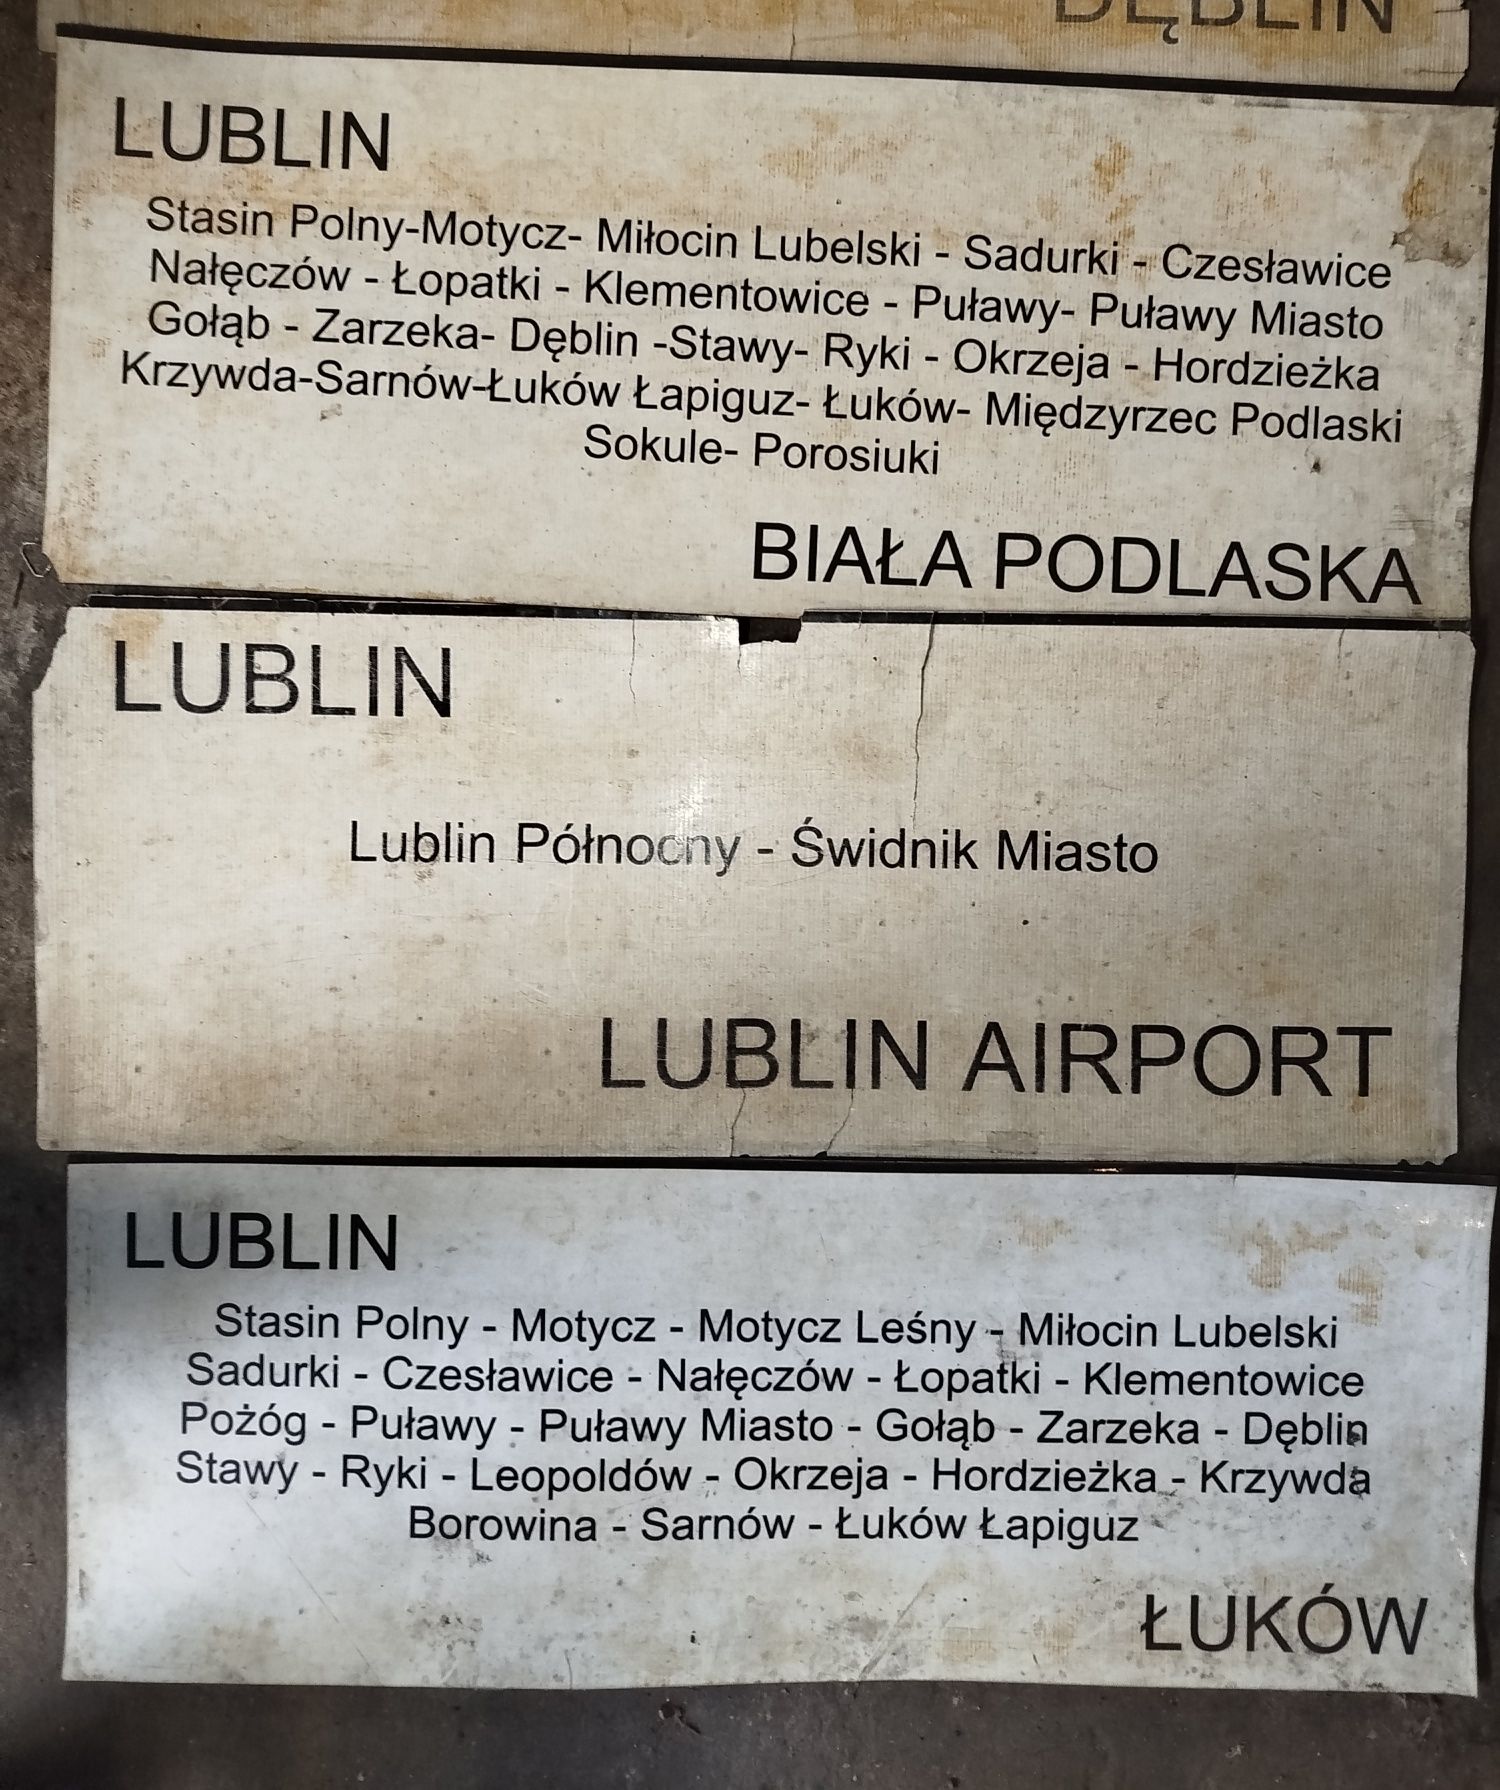 DĘBLIN
LUBLIN
Stasin Polny-Motycz- Miłocin Lubelski - Sadurki - Czesławice
Nałęczów - Łopatki - Klementowice - Puławy- Puławy Miasto
Gołąb - Zarzeka- Dęblin -Stawy- Ryki - Okrzeja - Hordzieżka
Krzywda-Sarnów-Łuków Łapiguz- Łuków- Międzyrzec Podlaski
Sokule- Porosiuki
BIAŁA PODLASKA
LUBLIN
Lublin Północny - Świdnik Miasto
LUBLIN AIRPORT
LUBLIN
Stasin Polny - Motycz - Motycz Leśny - Miłocin Lubelski
Sadurki - Czesławice - Nałęczów - Łopatki - Klementowice
Pożóg - Puławy - Puławy Miasto - Gołąb - Zarzeka - Dęblin
Stawy - Ryki - Leopoldów - Okrzeja - Hordzieżka - Krzywda
Borowina - Sarnów - Łuków Łapiguz
ŁUKÓW